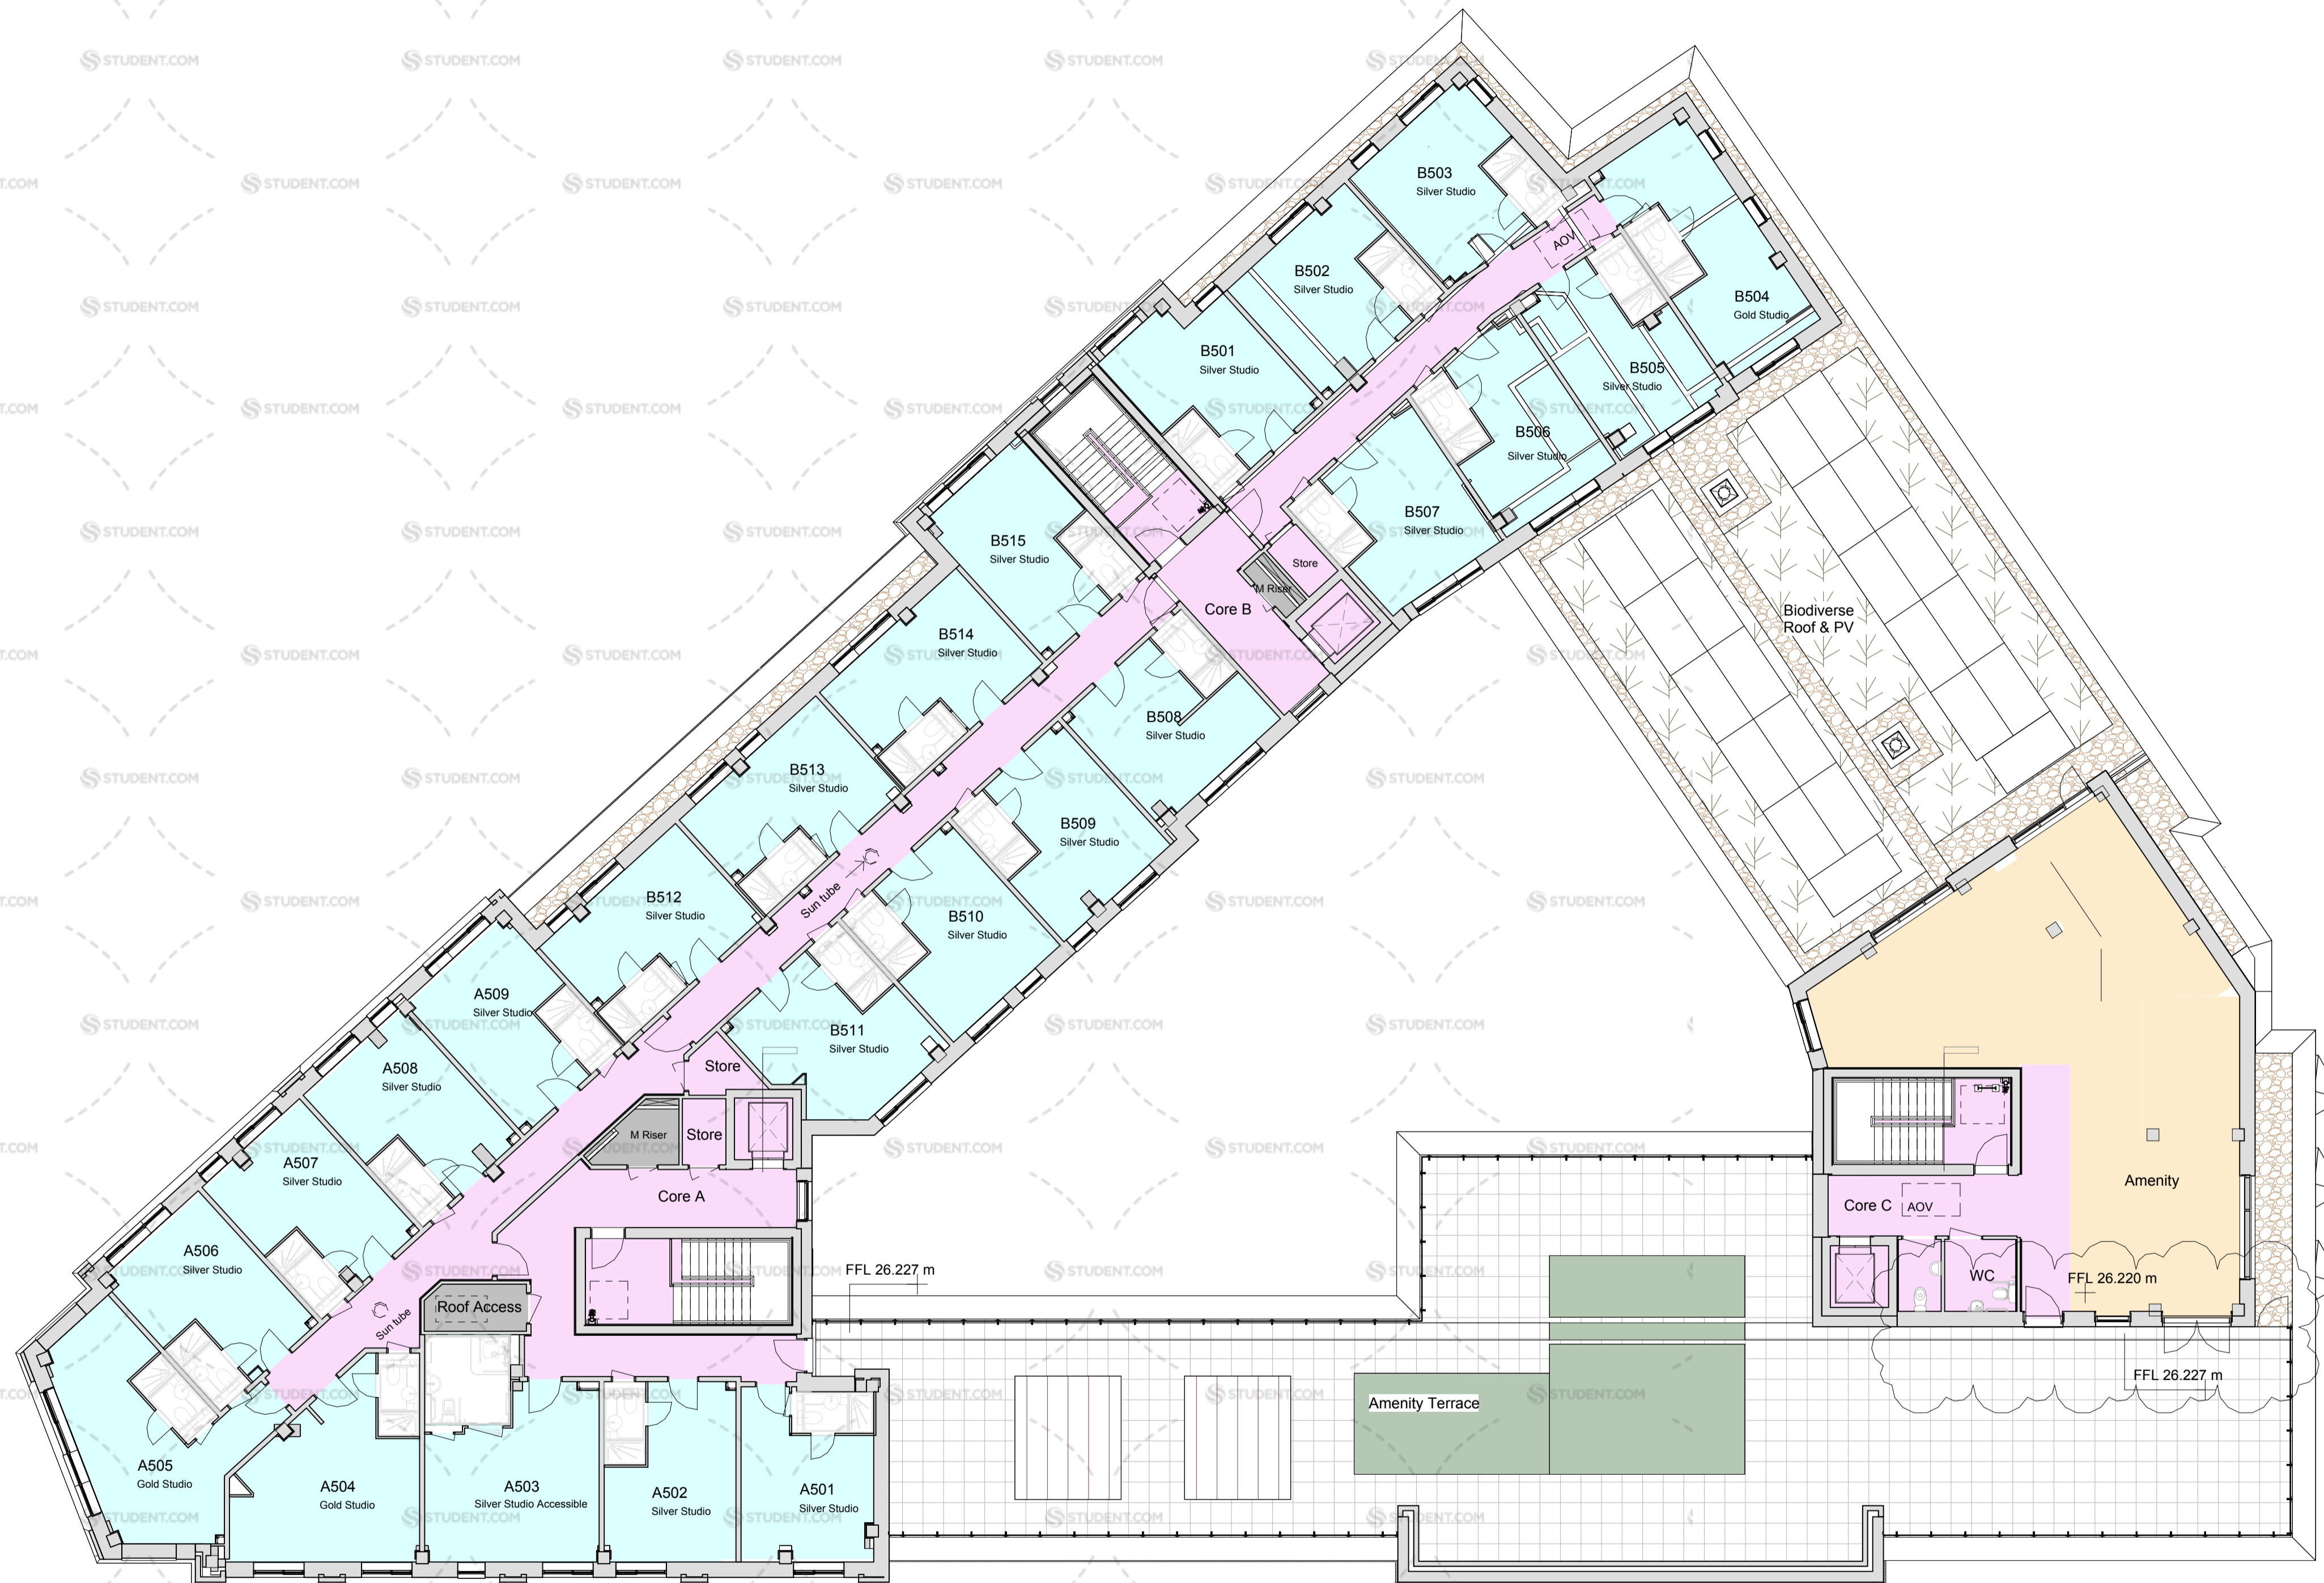 STUDENT.COM
B503
Silver Studio
AOV
B502
Silver Studio
B504
Gold Studio
B501
Silver Studio
B505
Silver Studio
B506
Silver Studio
B507
Silver Studio
B515
Silver Studio
Store
M Riser
Core B
Biodiverse
Roof & PV
B514
Silver Studio
B508
Silver Studio
B513
Silver Studio
B509
Silver Studio
Sun tube
B512
Silver Studio
B510
Silver Studio
A509
Silver Studio
B511
Silver Studio
A508
Silver Studio
Store
M Riser
Store
A507
Silver Studio
Core A
Amenity
Core C
AOV
A506
Silver Studio
FFL 26.227 m
WC
FFL 26.220 m
Roof Access
Sun tube
FFL 26.227 m
Amenity Terrace
A505
Gold Studio
A504
Gold Studio
A503
Silver Studio Accessible
A502
Silver Studio
A501
Silver Studio